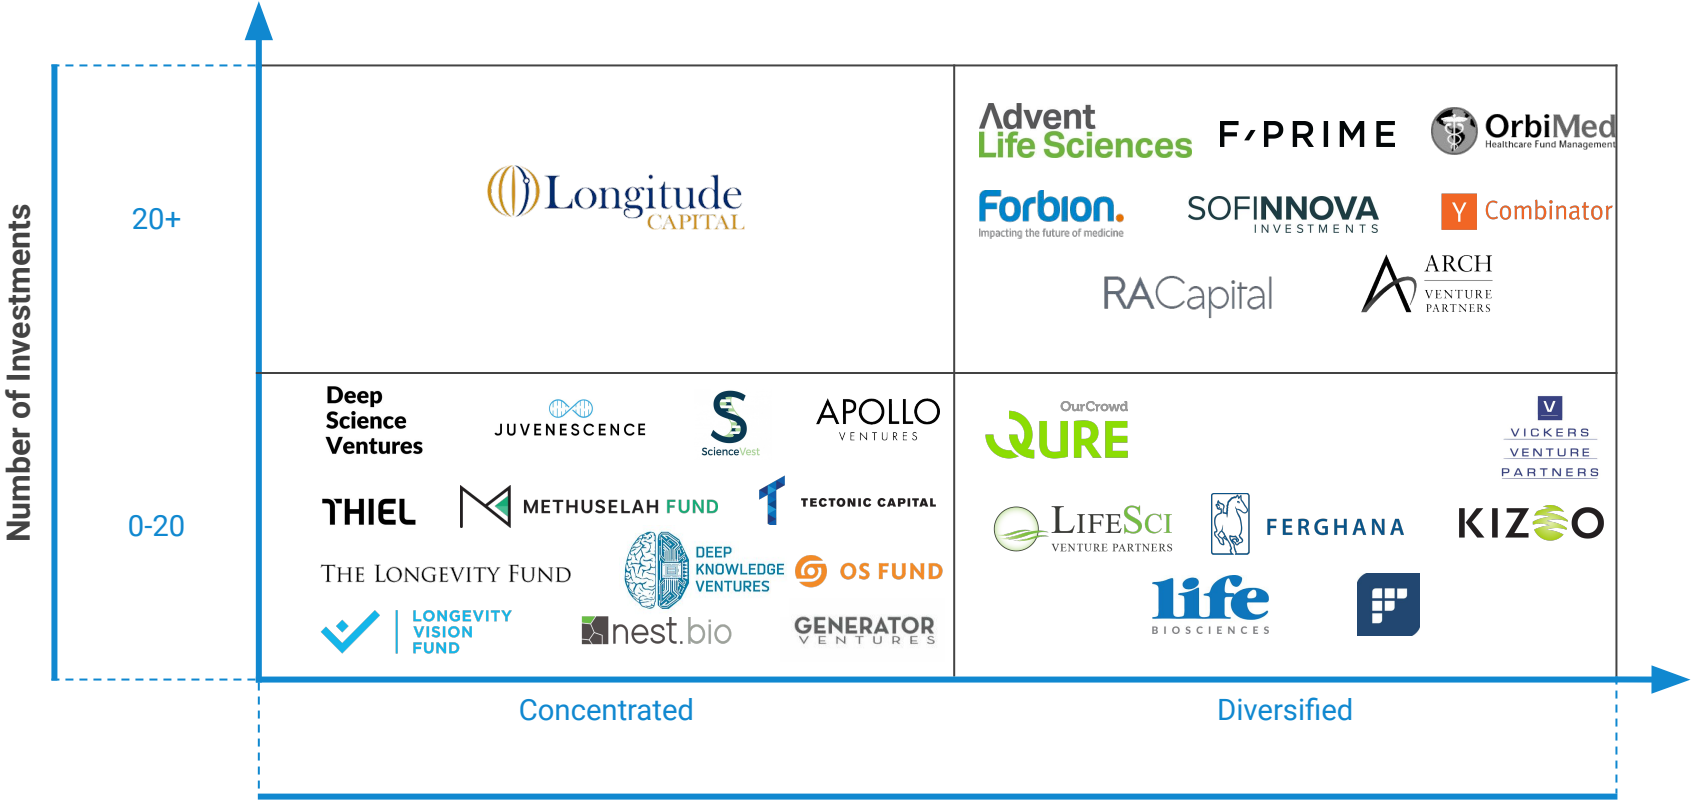 Number of Investments
20+
0-20
Longitude
CAPITAL
Advent
Life Sciences
F-PRIME
OrbiMed
Healthcare Fund Management
Forbion.
Impacting the future of medicine
SOFINNOVA
INVESTMENTS
Y Combinator
RACapital
ARCH
VENTURE
PARTNERS
Deep
Science
Ventures
JUVENESCENCE
S
ScienceVest
APOLLO
VENTURES
THIEL
METHUSELAH FUND
TECTONIC CAPITAL
THE LONGEVITY FUND
DEEP
KNOWLEDGE
VENTURES
OS FUND
LONGEVITY
VISION
FUND
nest.bio
GENERATOR
VENTURES
OurCrowd
QURE
V
VICKERS
VENTURE
PARTNERS
LIFESCI
VENTURE PARTNERS
FERGHANA
KIZOO
life
BIOSCIENCES
Concentrated
Diversified